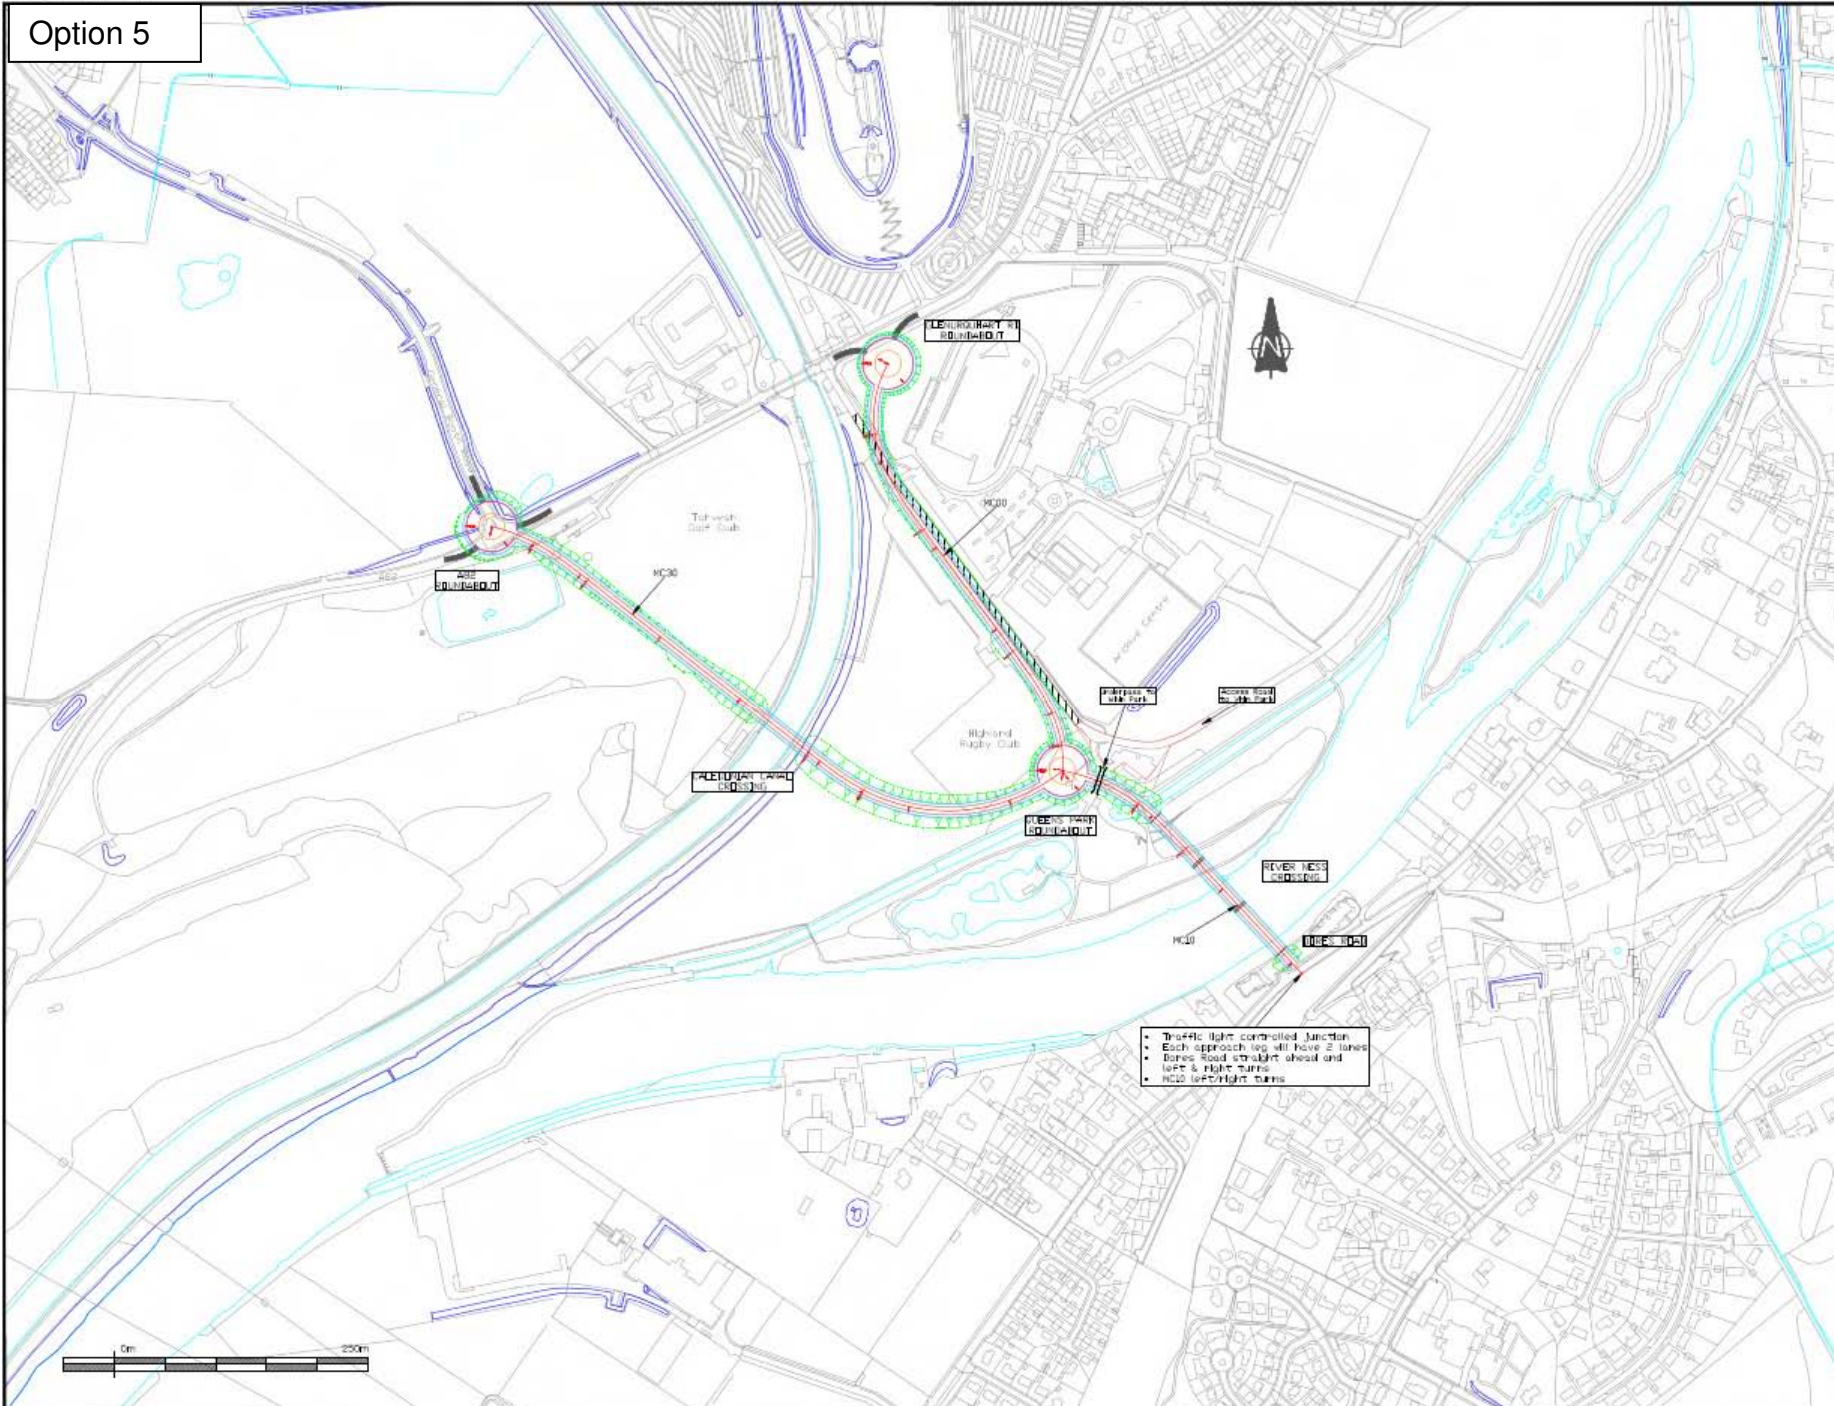 Option 5
GLENURQUHART RD
ROUNDABOUT
N
MC00
Torvean
Golf Club
A82
A82
ROUNDABOUT
MC30
Archive Centre
Underpass to
Whin Park
Access Road
to Whin Park
Highland
Rugby Club
CALEDONIAN CANAL
CROSSING
QUEENS PARK
ROUNDABOUT
RIVER NESS
CROSSING
MC10
DORES ROAD
• Traffic light controlled junction
• Each approach leg will have 2 lanes
• Dores Road straight ahead and
left & right turns
• MC10 left/right turns
0m 250m